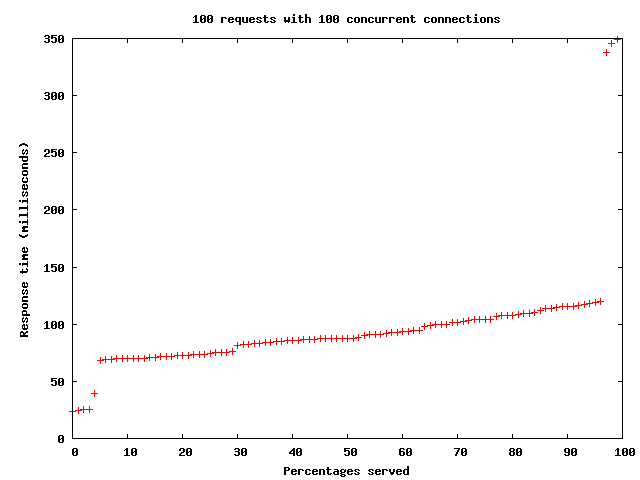 100 requests with 100 concurrent connections
350
300
250
200
150
100
50
0
Response time (milliseconds)
0 10 20 30 40 50 60 70 80 90 100
Percentages served